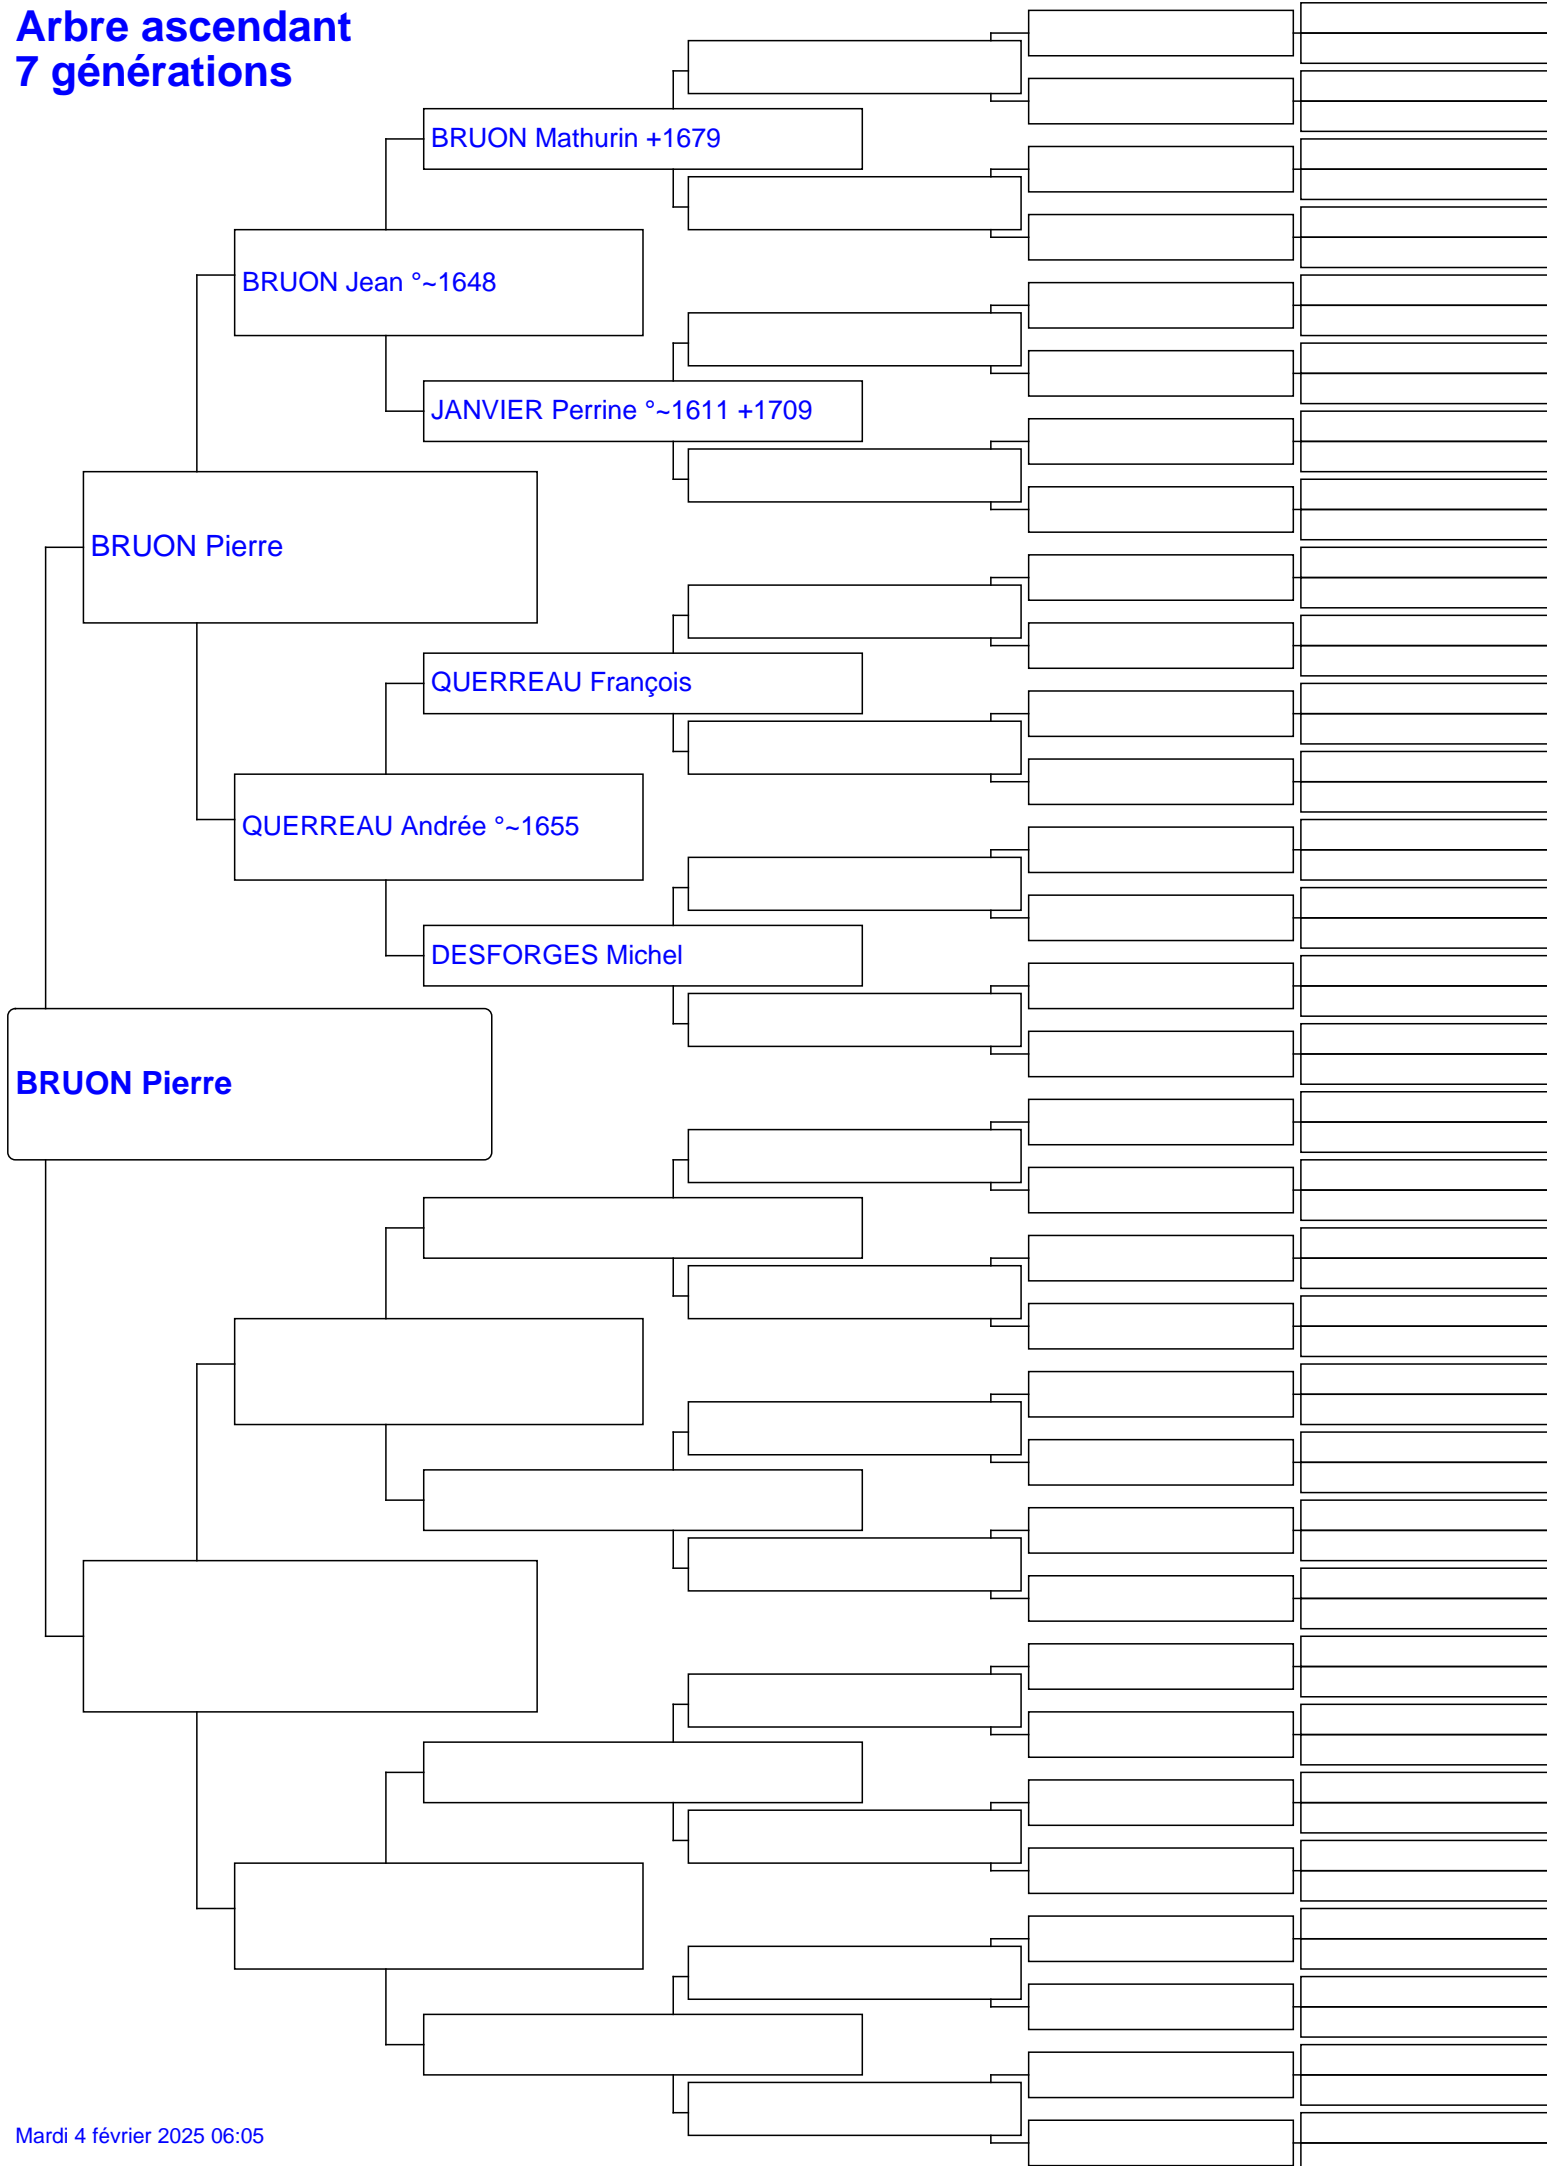 Arbre ascendant
7 générations
BRUON Mathurin +1679
BRUON Jean °~1648
JANVIER Perrine °~1611 +1709
BRUON Pierre
QUERREAU François
QUERREAU Andrée °~1655
DESFORGES Michel
BRUON Pierre
Mardi 4 février 2025 06:05